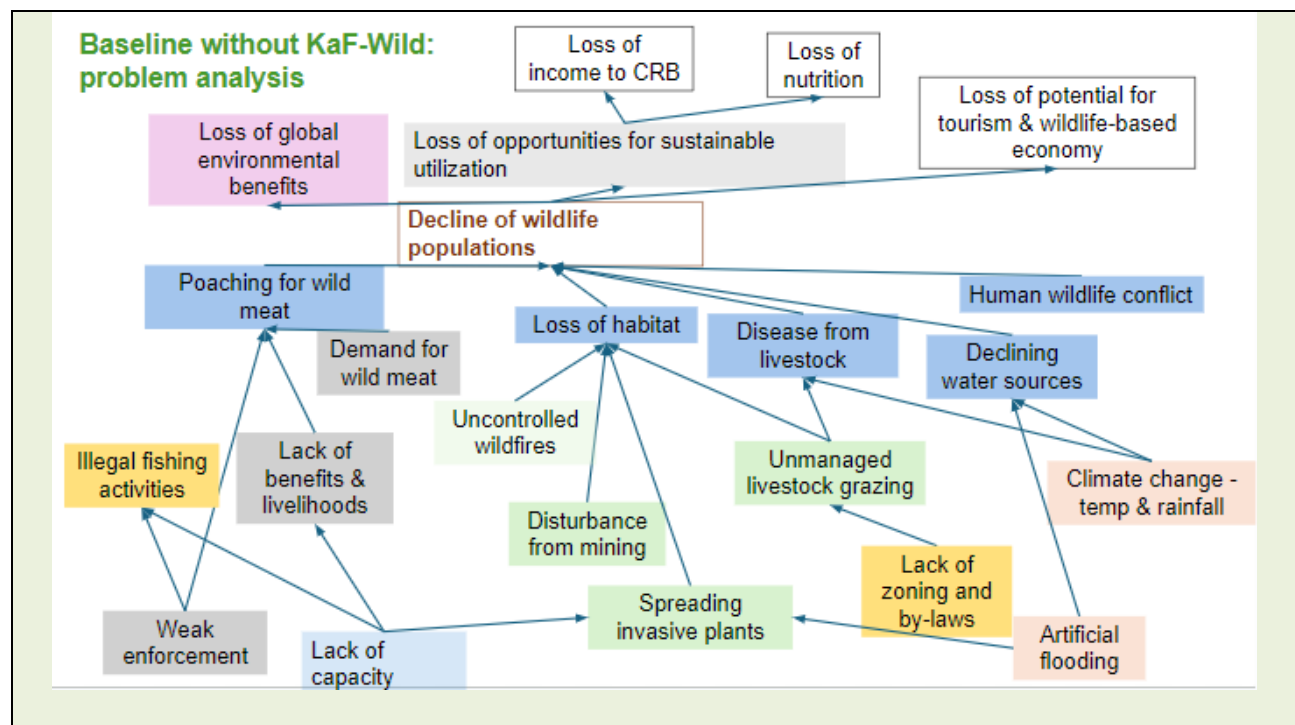 Baseline without KaF-Wild:
problem analysis
Loss of
income to CRB
Loss of
nutrition
Loss of potential for
tourism & wildlife-based
economy
Loss of global
environmental
benefits
Loss of opportunities for sustainable
utilization
Decline of wildlife
populations
Poaching for wild
meat
Human wildlife conflict
Loss of habitat
Disease from
livestock
Declining
water sources
Demand for
wild meat
Uncontrolled
wildfires
Illegal fishing
activities
Lack of
benefits &
livelihoods
Unmanaged
livestock grazing
Climate change -
temp & rainfall
Disturbance
from mining
Lack of
zoning and
by-laws
Spreading
invasive plants
Artificial
flooding
Weak
enforcement
Lack of
capacity